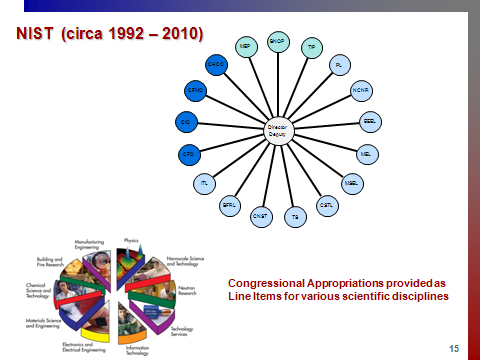 NIST (circa 1992 – 2010)
BNQP
MEP
TIP
CHCO
PL
CFMO
NCNR
CIO
EEEL
Director
Deputy
CFO
MEL
ITL
MSEL
BFRL
CSTL
CNST
TS
Manufacturing
Engineering
Physics
Building and
Fire Research
Nanoscale Science
and Technology
Chemical
Science and
Technology
Neutron
Research
Materials Science
and Engineering
Technology
Services
Electronics and
Electrical Engineering
Information
Technology
Congressional Appropriations provided as
Line Items for various scientific disciplines
15